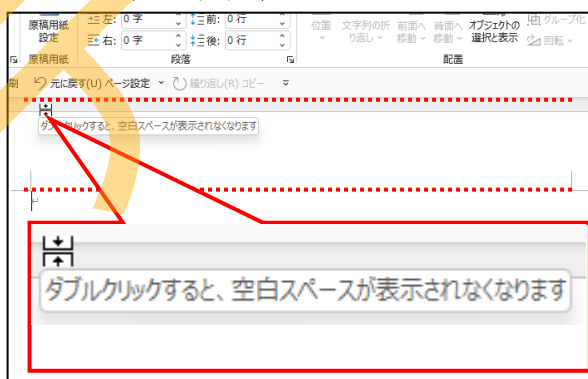 原稿用紙 左: 0 字 前: 0 行 位置 文字列の折 前面へ 背面へ オブジェクトの グループ化
設定 右: 0 字 後: 0 行 り返し 移動 移動 選択と表示 回転
原稿用紙 段落 配置
刷 元に戻す(U) ページ設定 繰り返し(R) コピー
ダブルクリックすると、空白スペースが表示されなくなります
ダブルクリックすると、空白スペースが表示されなくなります